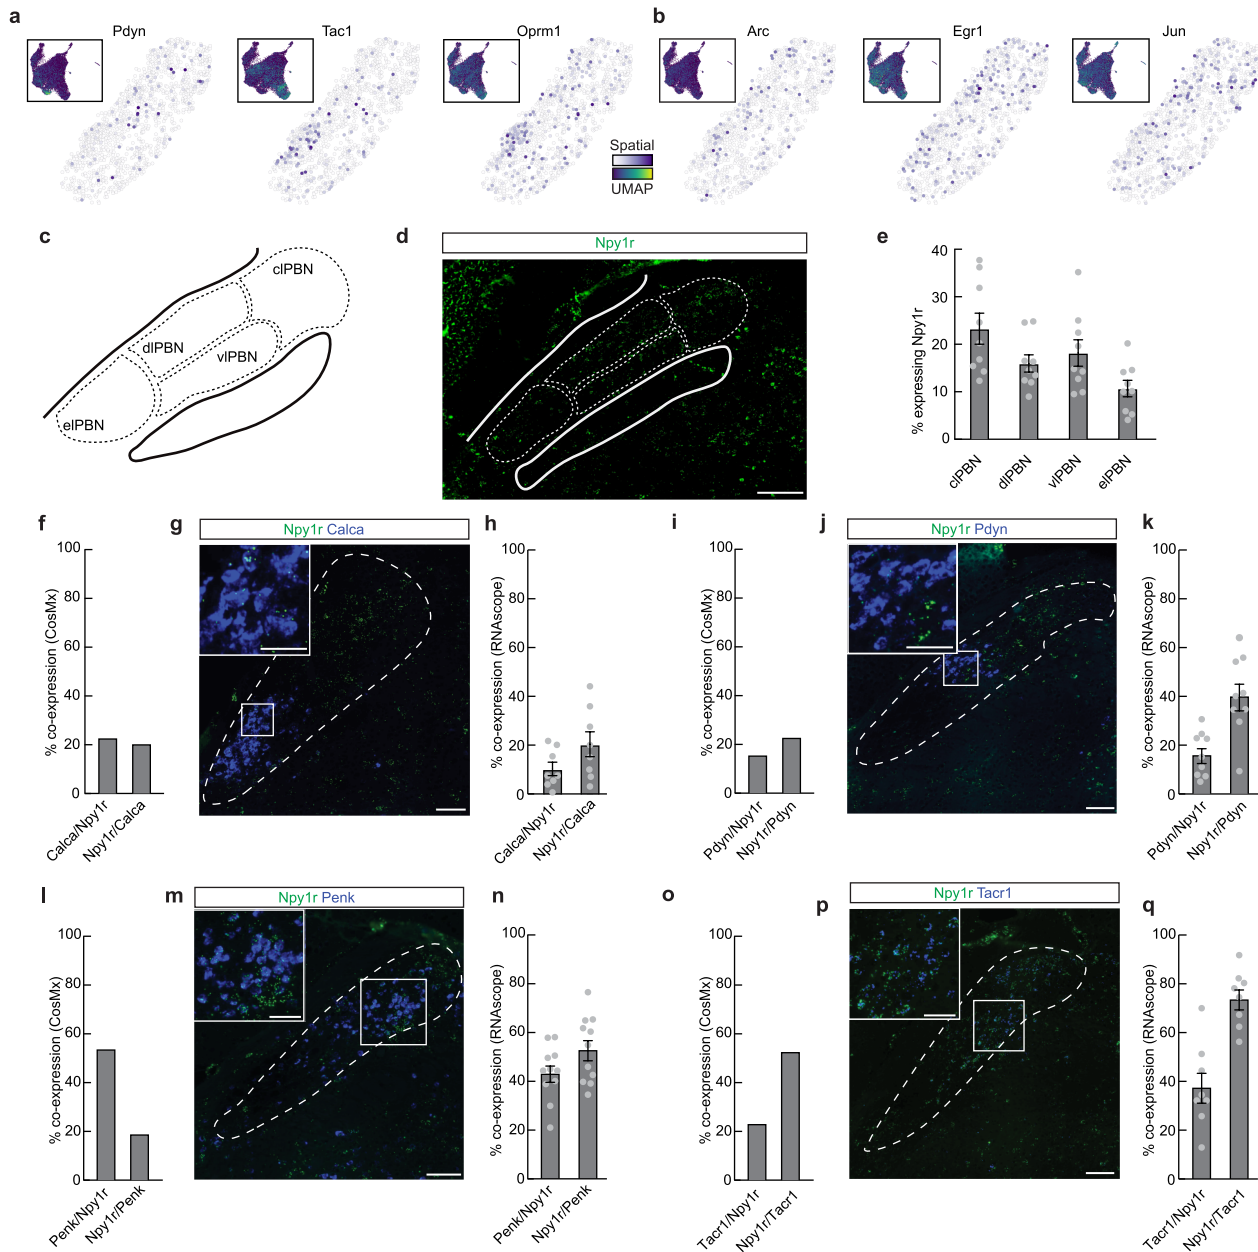 a
b
Pdyn
Tac1
Oprm1
Arc
Egr1
Jun
Spatial
UMAP
c
clPBN
dlPBN
vlPBN
elPBN
d
Npy1r
e
% expressing Npy1r
40
30
20
10
0
clPBN
dlPBN
vlPBN
elPBN
f
% co-expression (CosMx)
100
80
60
40
20
0
Calca/Npy1r
Npy1r/Calca
g
Npy1r Calca
h
% co-expression (RNAscope)
100
80
60
40
20
0
Calca/Npy1r
Npy1r/Calca
i
% co-expression (CosMx)
100
80
60
40
20
0
Pdyn/Npy1r
Npy1r/Pdyn
j
Npy1r Pdyn
k
% co-expression (RNAscope)
100
80
60
40
20
0
Pdyn/Npy1r
Npy1r/Pdyn
l
% co-expression (CosMx)
100
80
60
40
20
0
Penk/Npy1r
Npy1r/Penk
m
Npy1r Penk
n
% co-expression (RNAscope)
100
80
60
40
20
0
Penk/Npy1r
Npy1r/Penk
o
% co-expression (CosMx)
100
80
60
40
20
0
Tacr1/Npy1r
Npy1r/Tacr1
p
Npy1r Tacr1
q
% co-expression (RNAscope)
100
80
60
40
20
0
Tacr1/Npy1r
Npy1r/Tacr1